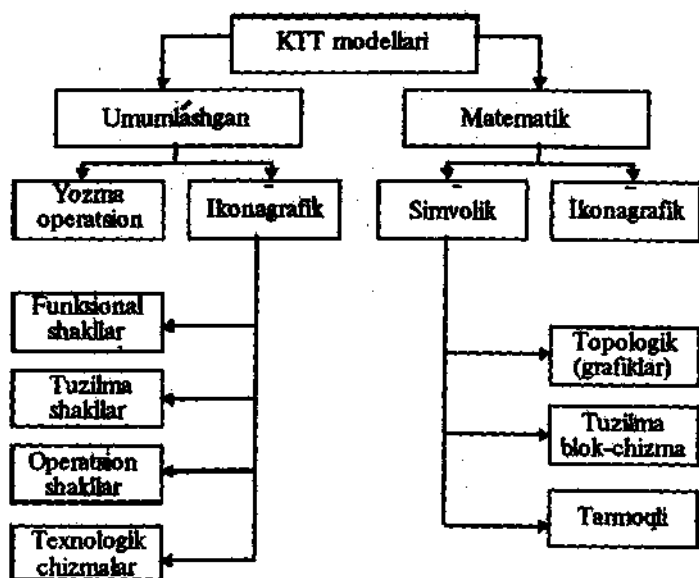 KTT modellari
Umumláshgan
Matematik
Yozma
operatsion
Ikonagrafik
Simvolik
Ikonagrafik
Funksional
shakllar
Tuzilma
shakllar
Operatsion
shakllar
Texnologik
chizmalar
Topologik
(grafiklar)
Tuzilma
blok-chizma
Tarmoqli